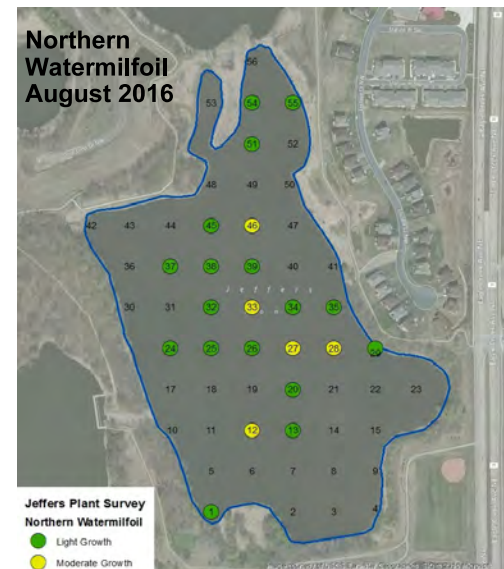 Northern
Watermilfoil
August 2016
56
53 54 55
51 52
48 49 50
42 43 44 45 46 47
36 37 38 39 40 41
Jeffers
30 31 32 33 34 35
24 25 26 27 28 29
17 18 19 20 21 22 23
10 11 12 13 14 15
5 6 7 8 9
1 2 3 4
Jeffers Plant Survey
Northern Watermilfoil
Light Growth
Moderate Growth